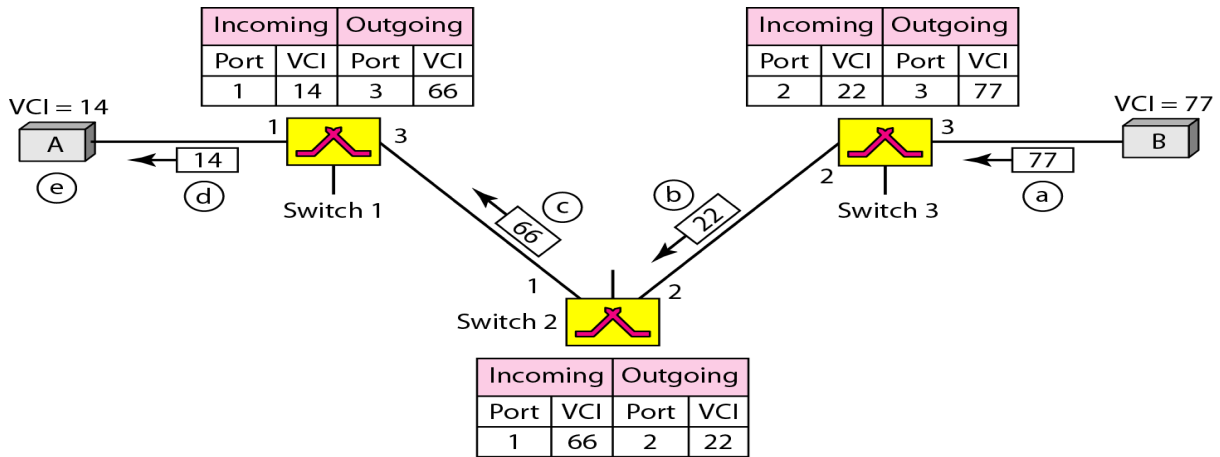 Incoming Outgoing
Port VCI Port VCI
1 14 3 66
Incoming Outgoing
Port VCI Port VCI
2 22 3 77
VCI = 14
VCI = 77
A
1
3
3
B
14
2
77
e
d
Switch 1
c
b
Switch 3
a
66
22
1
2
Switch 2
Incoming Outgoing
Port VCI Port VCI
1 66 2 22